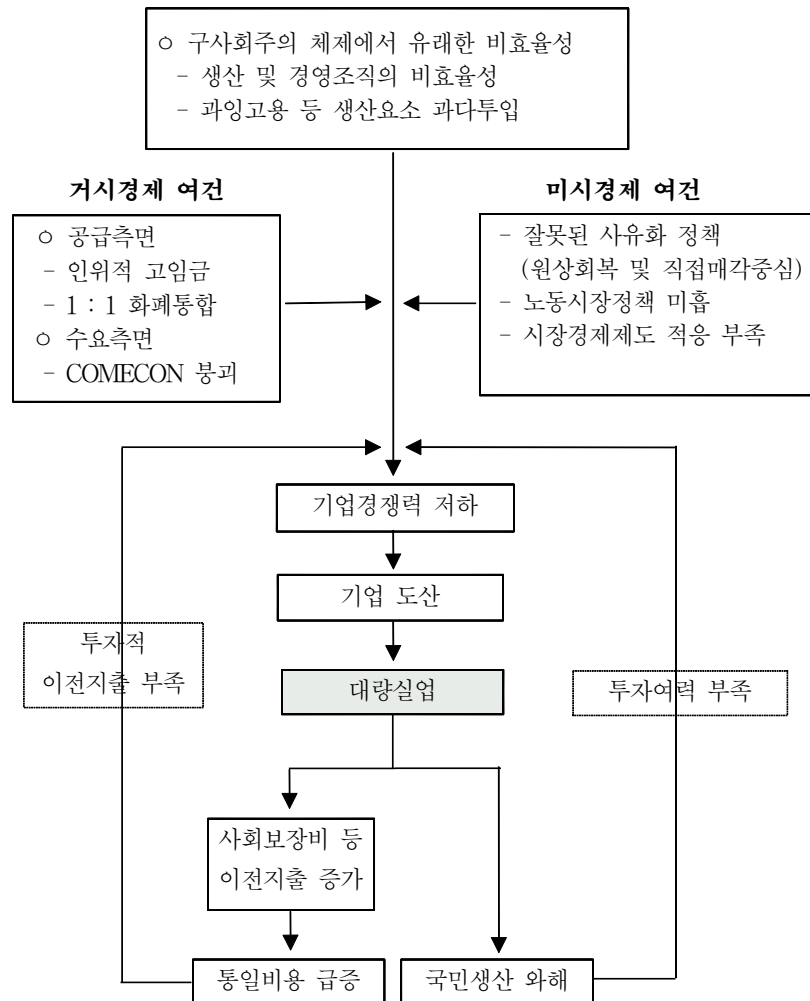 ○ 구사회주의 체제에서 유래한 비효율성
- 생산 및 경영조직의 비효율성
- 과잉고용 등 생산요소 과다투입
거시경제 여건
○ 공급측면
- 인위적 고임금
- 1 : 1 화폐통합
○ 수요측면
- COMECON 붕괴
미시경제 여건
- 잘못된 사유화 정책
(원상회복 및 직접매각중심)
- 노동시장정책 미흡
- 시장경제제도 적응 부족
기업경쟁력 저하
기업 도산
투자적
이전지출 부족
대량실업
투자여력 부족
사회보장비 등
이전지출 증가
통일비용 급증
국민생산 와해